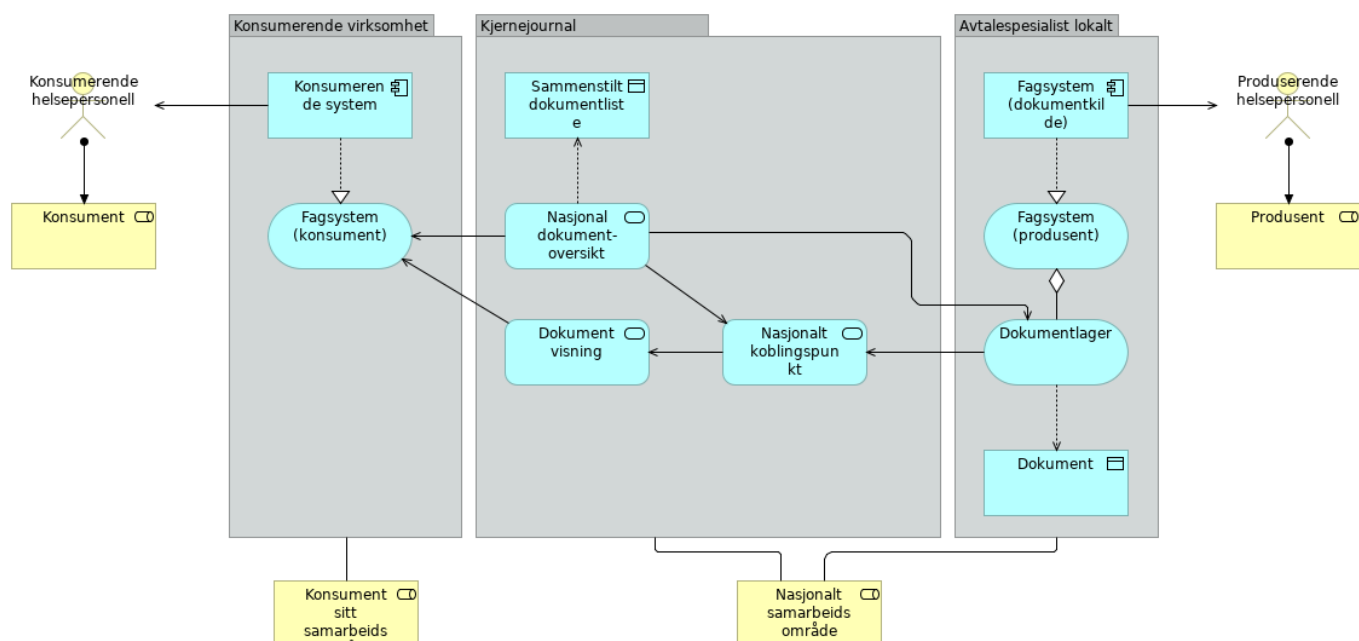 Konsumerende virksomhet
Kjernejournal
Avtalespesialist lokalt
Konsumerende
helsepersonell
Konsumeren
de system
Sammenstilt
dokumentlist
e
Fagsystem
(dokumentkil
de)
Produserende
helsepersonell
Konsument
Fagsystem
(konsument)
Nasjonal
dokument-
oversikt
Fagsystem
(produsent)
Produsent
Dokument
visning
Nasjonalt
koblingspun
kt
Dokumentlager
Dokument
Konsument
sitt
samarbeids
Nasjonalt
samarbeids
område